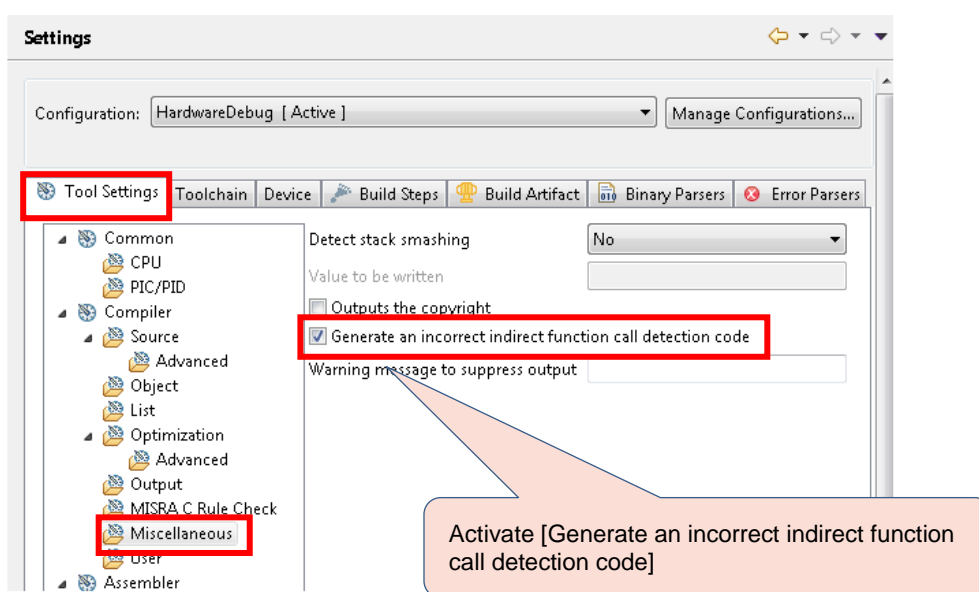 Settings
Configuration: HardwareDebug [ Active ] Manage Configurations...
Tool Settings Toolchain Device Build Steps Build Artifact Binary Parsers Error Parsers
Common
CPU
PIC/PID
Compiler
Source
Advanced
Object
List
Optimization
Advanced
Output
MISRA C Rule Check
Miscellaneous
User
Assembler
Detect stack smashing No
Value to be written
Outputs the copyright
Generate an incorrect indirect function call detection code
Warning message to suppress output
Activate [Generate an incorrect indirect function
call detection code]